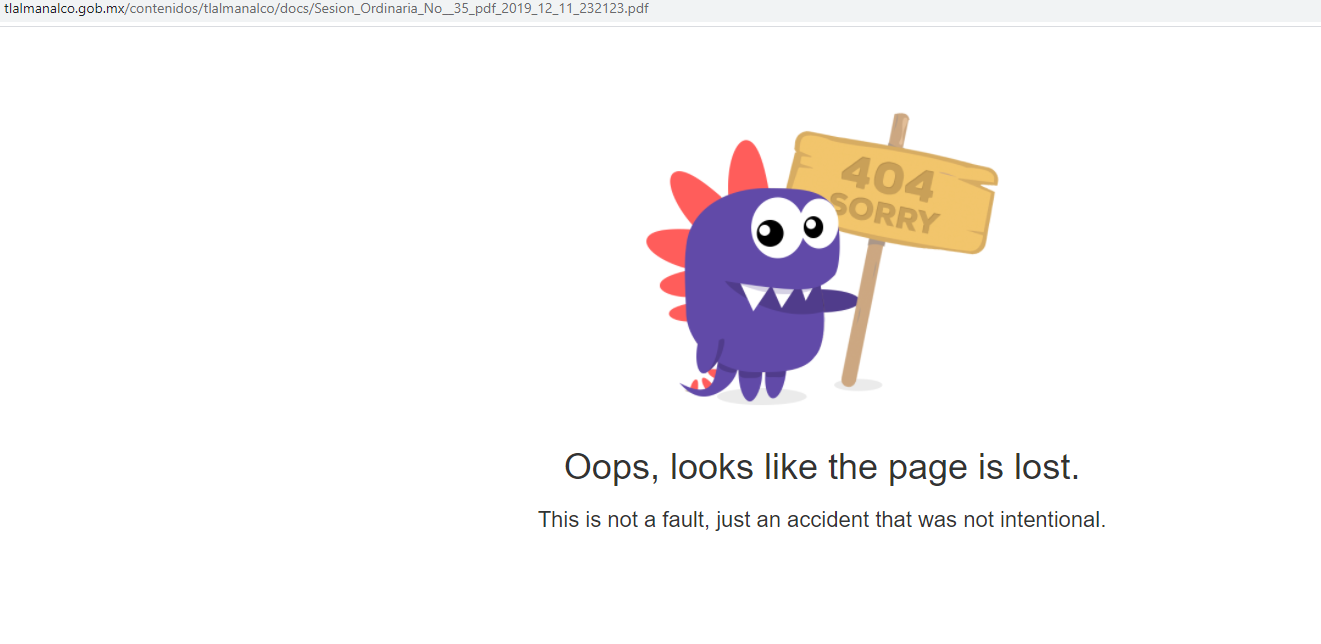 tlalmanalco.gob.mx/contenidos/tlalmanalco/docs/Sesion_Ordinaria_No__35_pdf_2019_12_11_232123.pdf
404
SORRY
Oops, looks like the page is lost.
This is not a fault, just an accident that was not intentional.